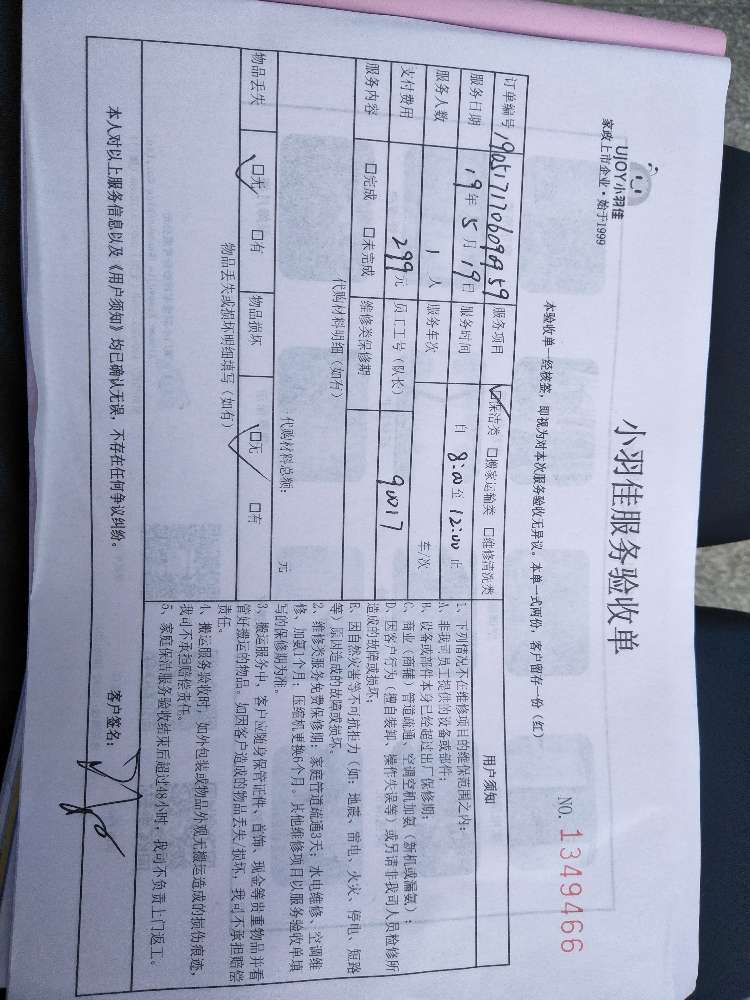 UJOY小羽佳
家政上市企业·始于1999
小羽佳服务验收单
NO. 1349466
本验收单一经核签，即视为对本次服务验收无异议。本单一式两份，客户留存一份（红）
订单编号 190517170609959 服务项目 ☑保洁类 □搬家运输类 □维修清洗类
服务日期 19年5月19日 服务时间 自 8:00 至 12:00 止
服务人数 1 人 服务车次 车/次
支付费用 299元 员工工号（队长） 90017
服务内容 □完成 □未完成 维修类保修期
代购材料明细（如有）
代购材料总额： 元
物品丢失 ☑无 □有 物品损坏 ☑无 □有
物品丢失或损坏明细填写（如有）
用户须知
1、下列情况不在维修项目的维保范围之内：
A、非我司员工提供的设备或部件；
B、设备或部件本分已经超过出厂保修期；
C、商业（商铺）管道疏通、空调空机加氨（新机或漏氨）；
D、因客户行为（擅自装卸、操作失误等）或另请非我司人员检修所
造成的故障或损坏；
E、因自然灾害等不可抗拒力（如：地震、雷电、火灾、停电、短路
等）原因造成的故障或损坏。
2、维修类服务免费保修期：家庭管道疏通3天；水电维修、空调维
修、加氨1个月；压缩机更换6个月。其他维修项目以服务验收单填
写的保修期为准。
3、搬运服务中，客户应随身保管证件、首饰、现金等贵重物品并看
管好搬运的物品。如因客户造成的物品丢失/损坏，我司不承担赔偿
责任。
4、搬运服务验收时，如外包装或物品外观无搬运造成的损伤痕迹，
我司不承担赔偿责任。
5、家庭保洁服务验收结束后超过48小时，我司不负责上门返工。
本人对以上服务信息以及《用户须知》均已确认无误，不存在任何争议纠纷。 客户签名：